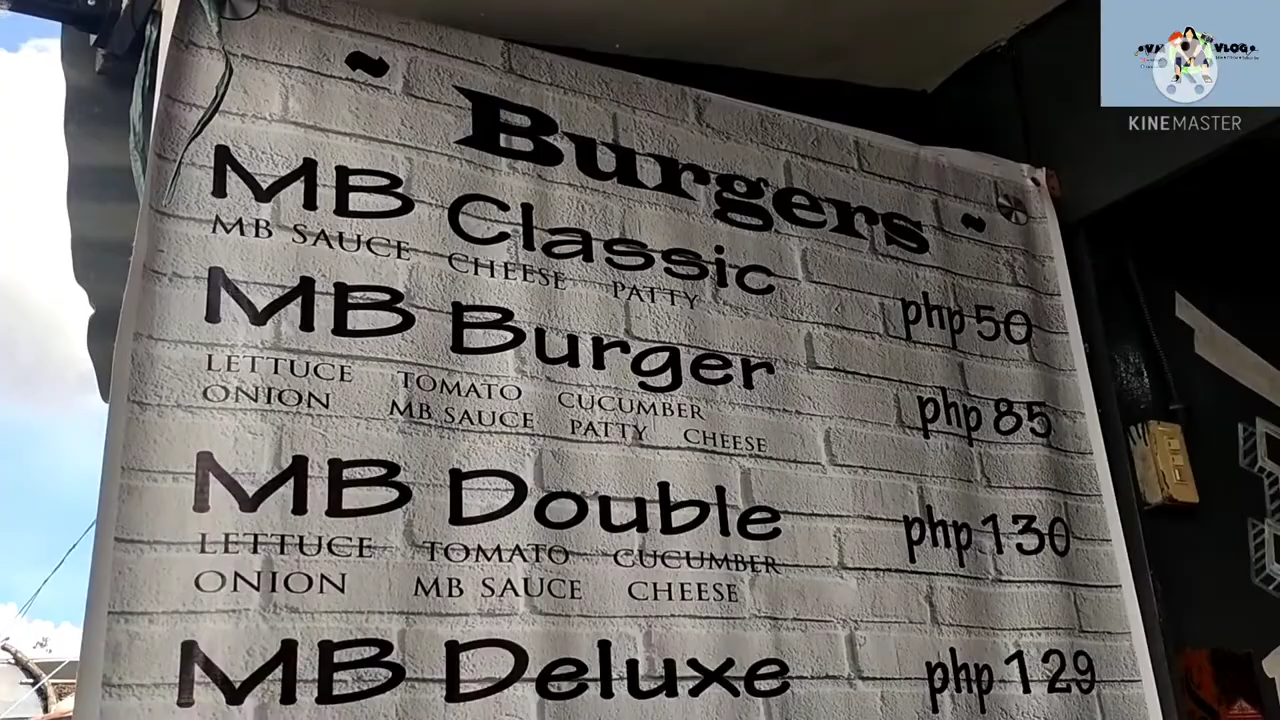 ~ Burgers ~
MB Classic php 50
MB SAUCE CHEESE PATTY
MB Burger php 85
LETTUCE TOMATO CUCUMBER
ONION MB SAUCE PATTY CHEESE
MB Double php 130
LETTUCE TOMATO CUCUMBER
ONION MB SAUCE CHEESE
MB Deluxe php 129
VLOG
KINEMASTER